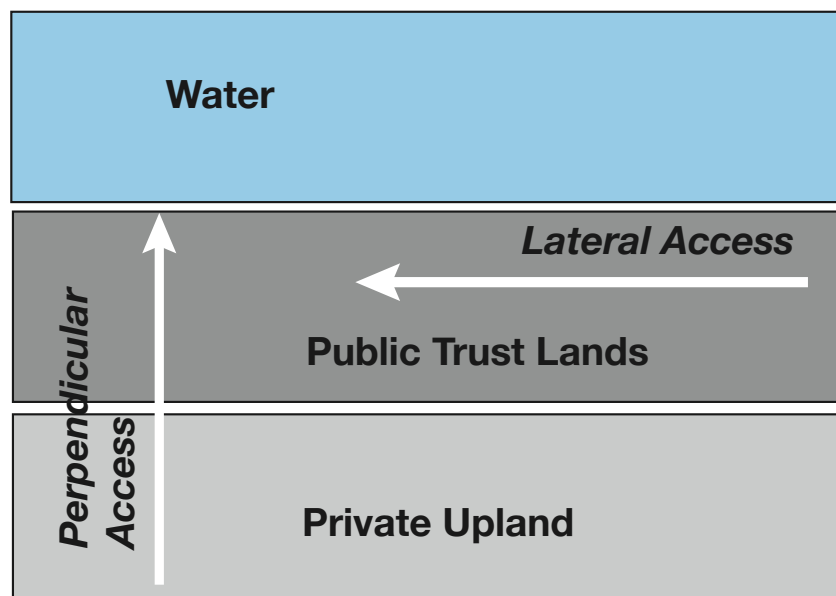 Water
Lateral Access
Public Trust Lands
Perpendicular
Access
Private Upland